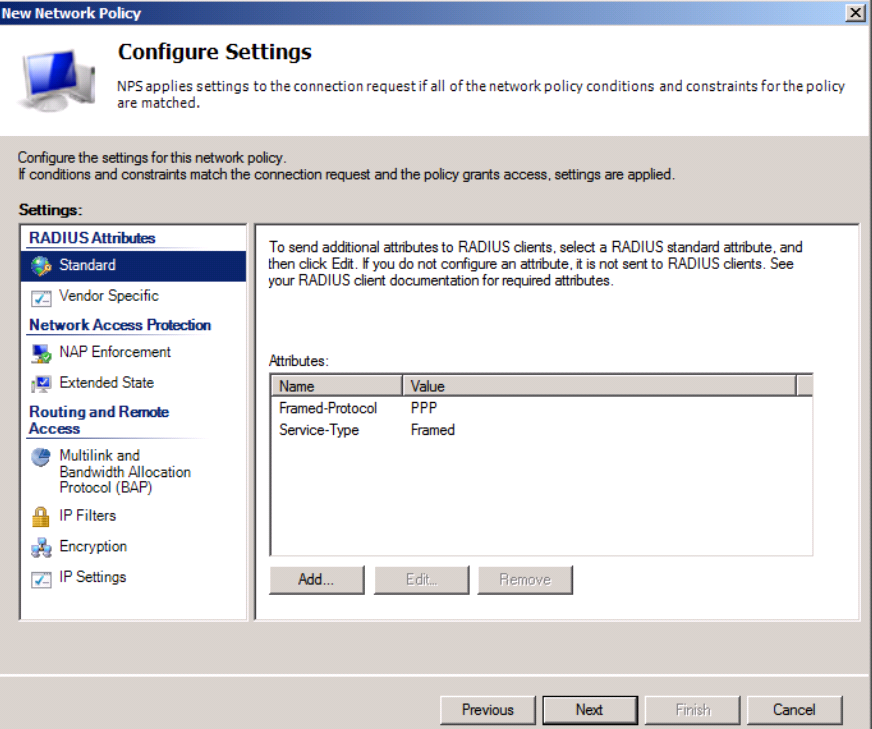 New Network Policy
Configure Settings
NPS applies settings to the connection request if all of the network policy conditions and constraints for the policy
are matched.
Configure the settings for this network policy.
If conditions and constraints match the connection request and the policy grants access, settings are applied.
Settings:
RADIUS Attributes
Standard
Vendor Specific
Network Access Protection
NAP Enforcement
Extended State
Routing and Remote
Access
Multilink and
Bandwidth Allocation
Protocol (BAP)
IP Filters
Encryption
IP Settings
To send additional attributes to RADIUS clients, select a RADIUS standard attribute, and
then click Edit. If you do not configure an attribute, it is not sent to RADIUS clients. See
your RADIUS client documentation for required attributes.
Attributes:
Name Value
Framed-Protocol PPP
Service-Type Framed
Add... Edit... Remove
Previous Next Finish Cancel